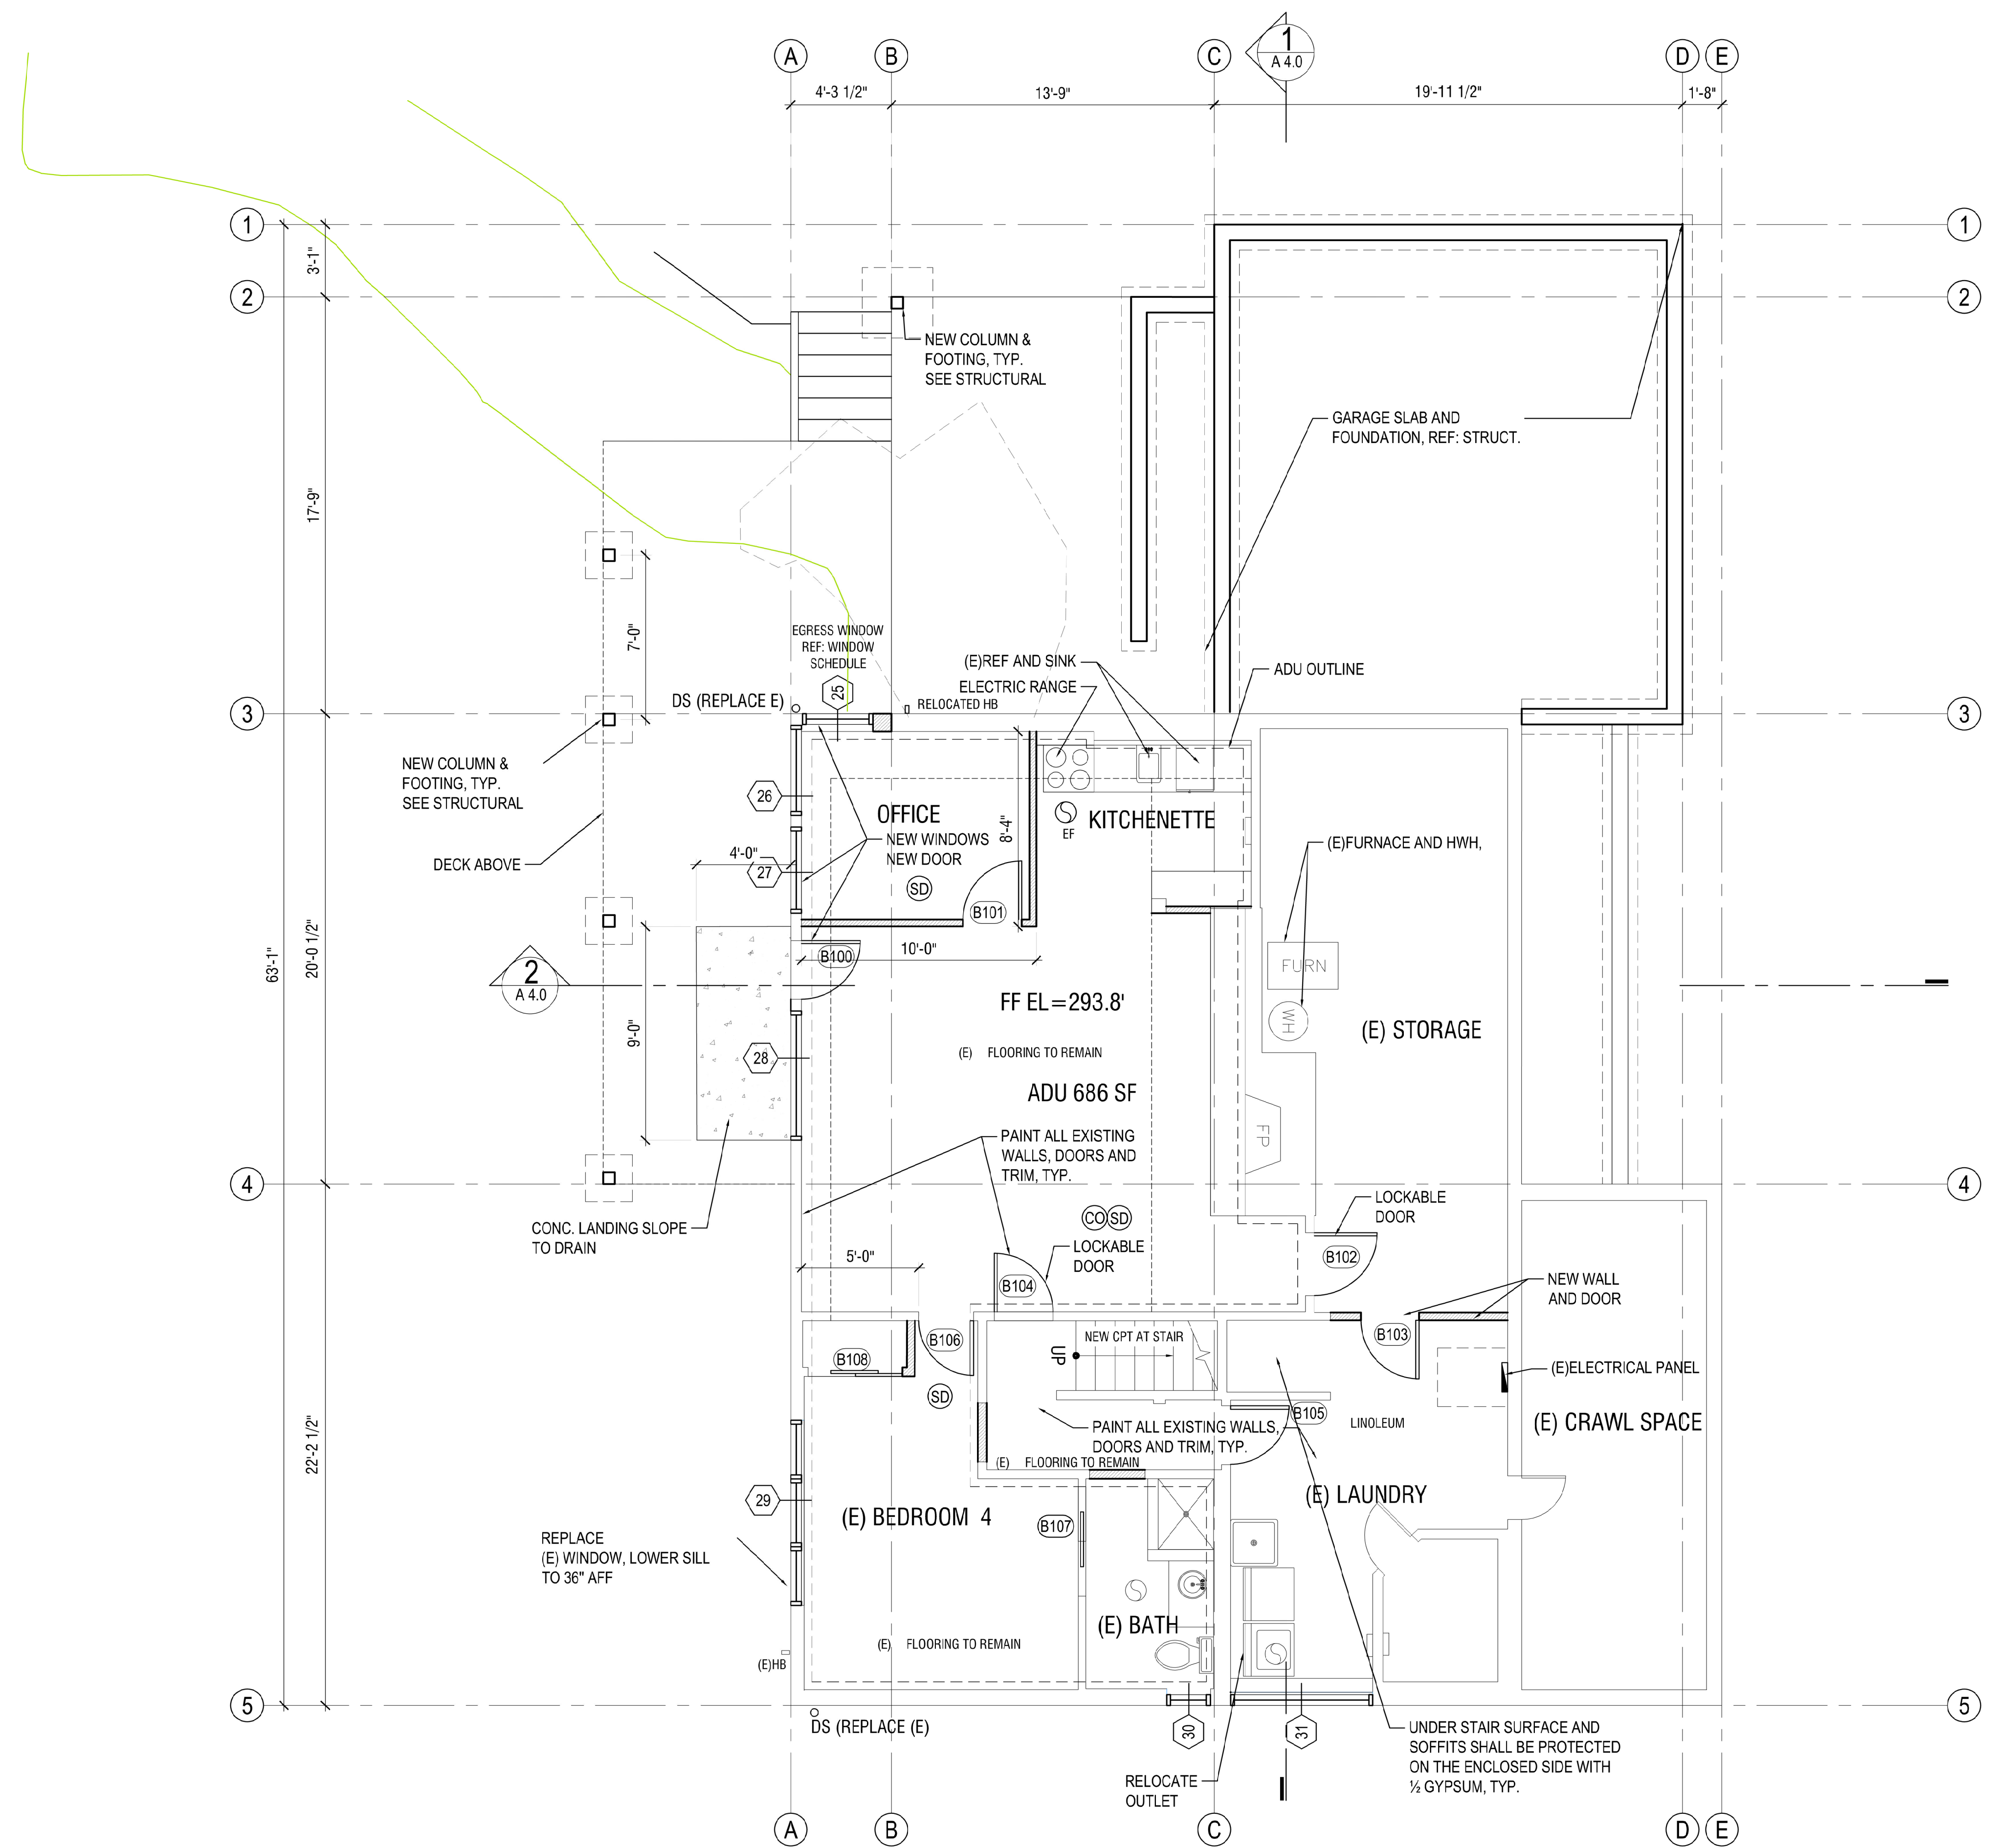 1
A 4.0
A
B
C
D
E
4'-3 1/2"
13'-9"
19'-11 1/2"
1'-8"
1
1
3'-1"
2
2
NEW COLUMN &
FOOTING, TYP.
SEE STRUCTURAL
GARAGE SLAB AND
FOUNDATION, REF: STRUCT.
17'-9"
7'-0"
EGRESS WINDOW
REF: WINDOW
SCHEDULE
25
(E)REF AND SINK
ELECTRIC RANGE
ADU OUTLINE
DS (REPLACE E)
RELOCATED HB
3
3
NEW COLUMN &
FOOTING, TYP.
SEE STRUCTURAL
26
OFFICE
NEW WINDOWS
NEW DOOR
8'-4"
EF
KITCHENETTE
(E)FURNACE AND HWH,
DECK ABOVE
4'-0"
27
SD
B101
B100
10'-0"
63'-1"
20'-0 1/2"
2
A 4.0
FURN
FF EL=293.8'
WH
(E) STORAGE
9'-0"
28
(E) FLOORING TO REMAIN
ADU 686 SF
FP
PAINT ALL EXISTING
WALLS, DOORS AND
TRIM, TYP.
4
4
CONC. LANDING SLOPE
TO DRAIN
CO
SD
LOCKABLE
DOOR
LOCKABLE
DOOR
B102
5'-0"
B104
NEW WALL
AND DOOR
B106
B103
B108
UP
NEW CPT AT STAIR
(E)ELECTRICAL PANEL
SD
22'-2 1/2"
B105
LINOLEUM
(E) CRAWL SPACE
PAINT ALL EXISTING WALLS,
DOORS AND TRIM, TYP.
(E) FLOORING TO REMAIN
29
(E) BEDROOM 4
B107
(E) LAUNDRY
REPLACE
(E) WINDOW, LOWER SILL
TO 36" AFF
(E) BATH
(E) FLOORING TO REMAIN
(E)HB
5
5
DS (REPLACE (E)
30
31
UNDER STAIR SURFACE AND
SOFFITS SHALL BE PROTECTED
ON THE ENCLOSED SIDE WITH
½ GYPSUM, TYP.
RELOCATE
OUTLET
A
B
C
D
E